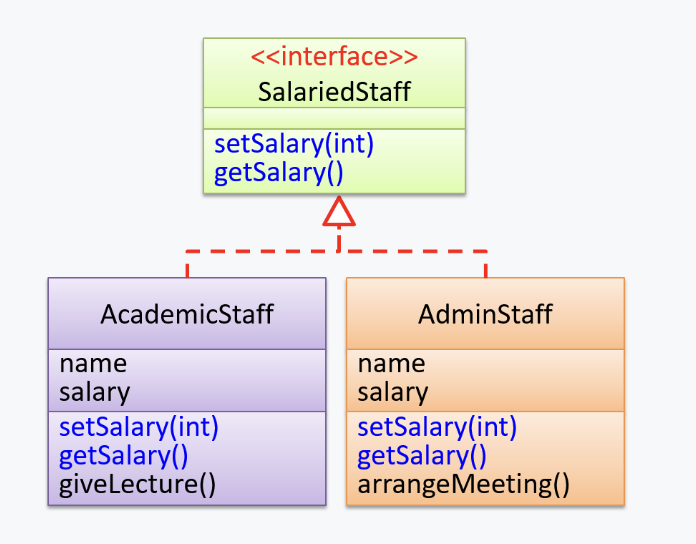 <<interface>>
SalariedStaff
setSalary(int)
getSalary()
AcademicStaff
name
salary
setSalary(int)
getSalary()
giveLecture()
AdminStaff
name
salary
setSalary(int)
getSalary()
arrangeMeeting()